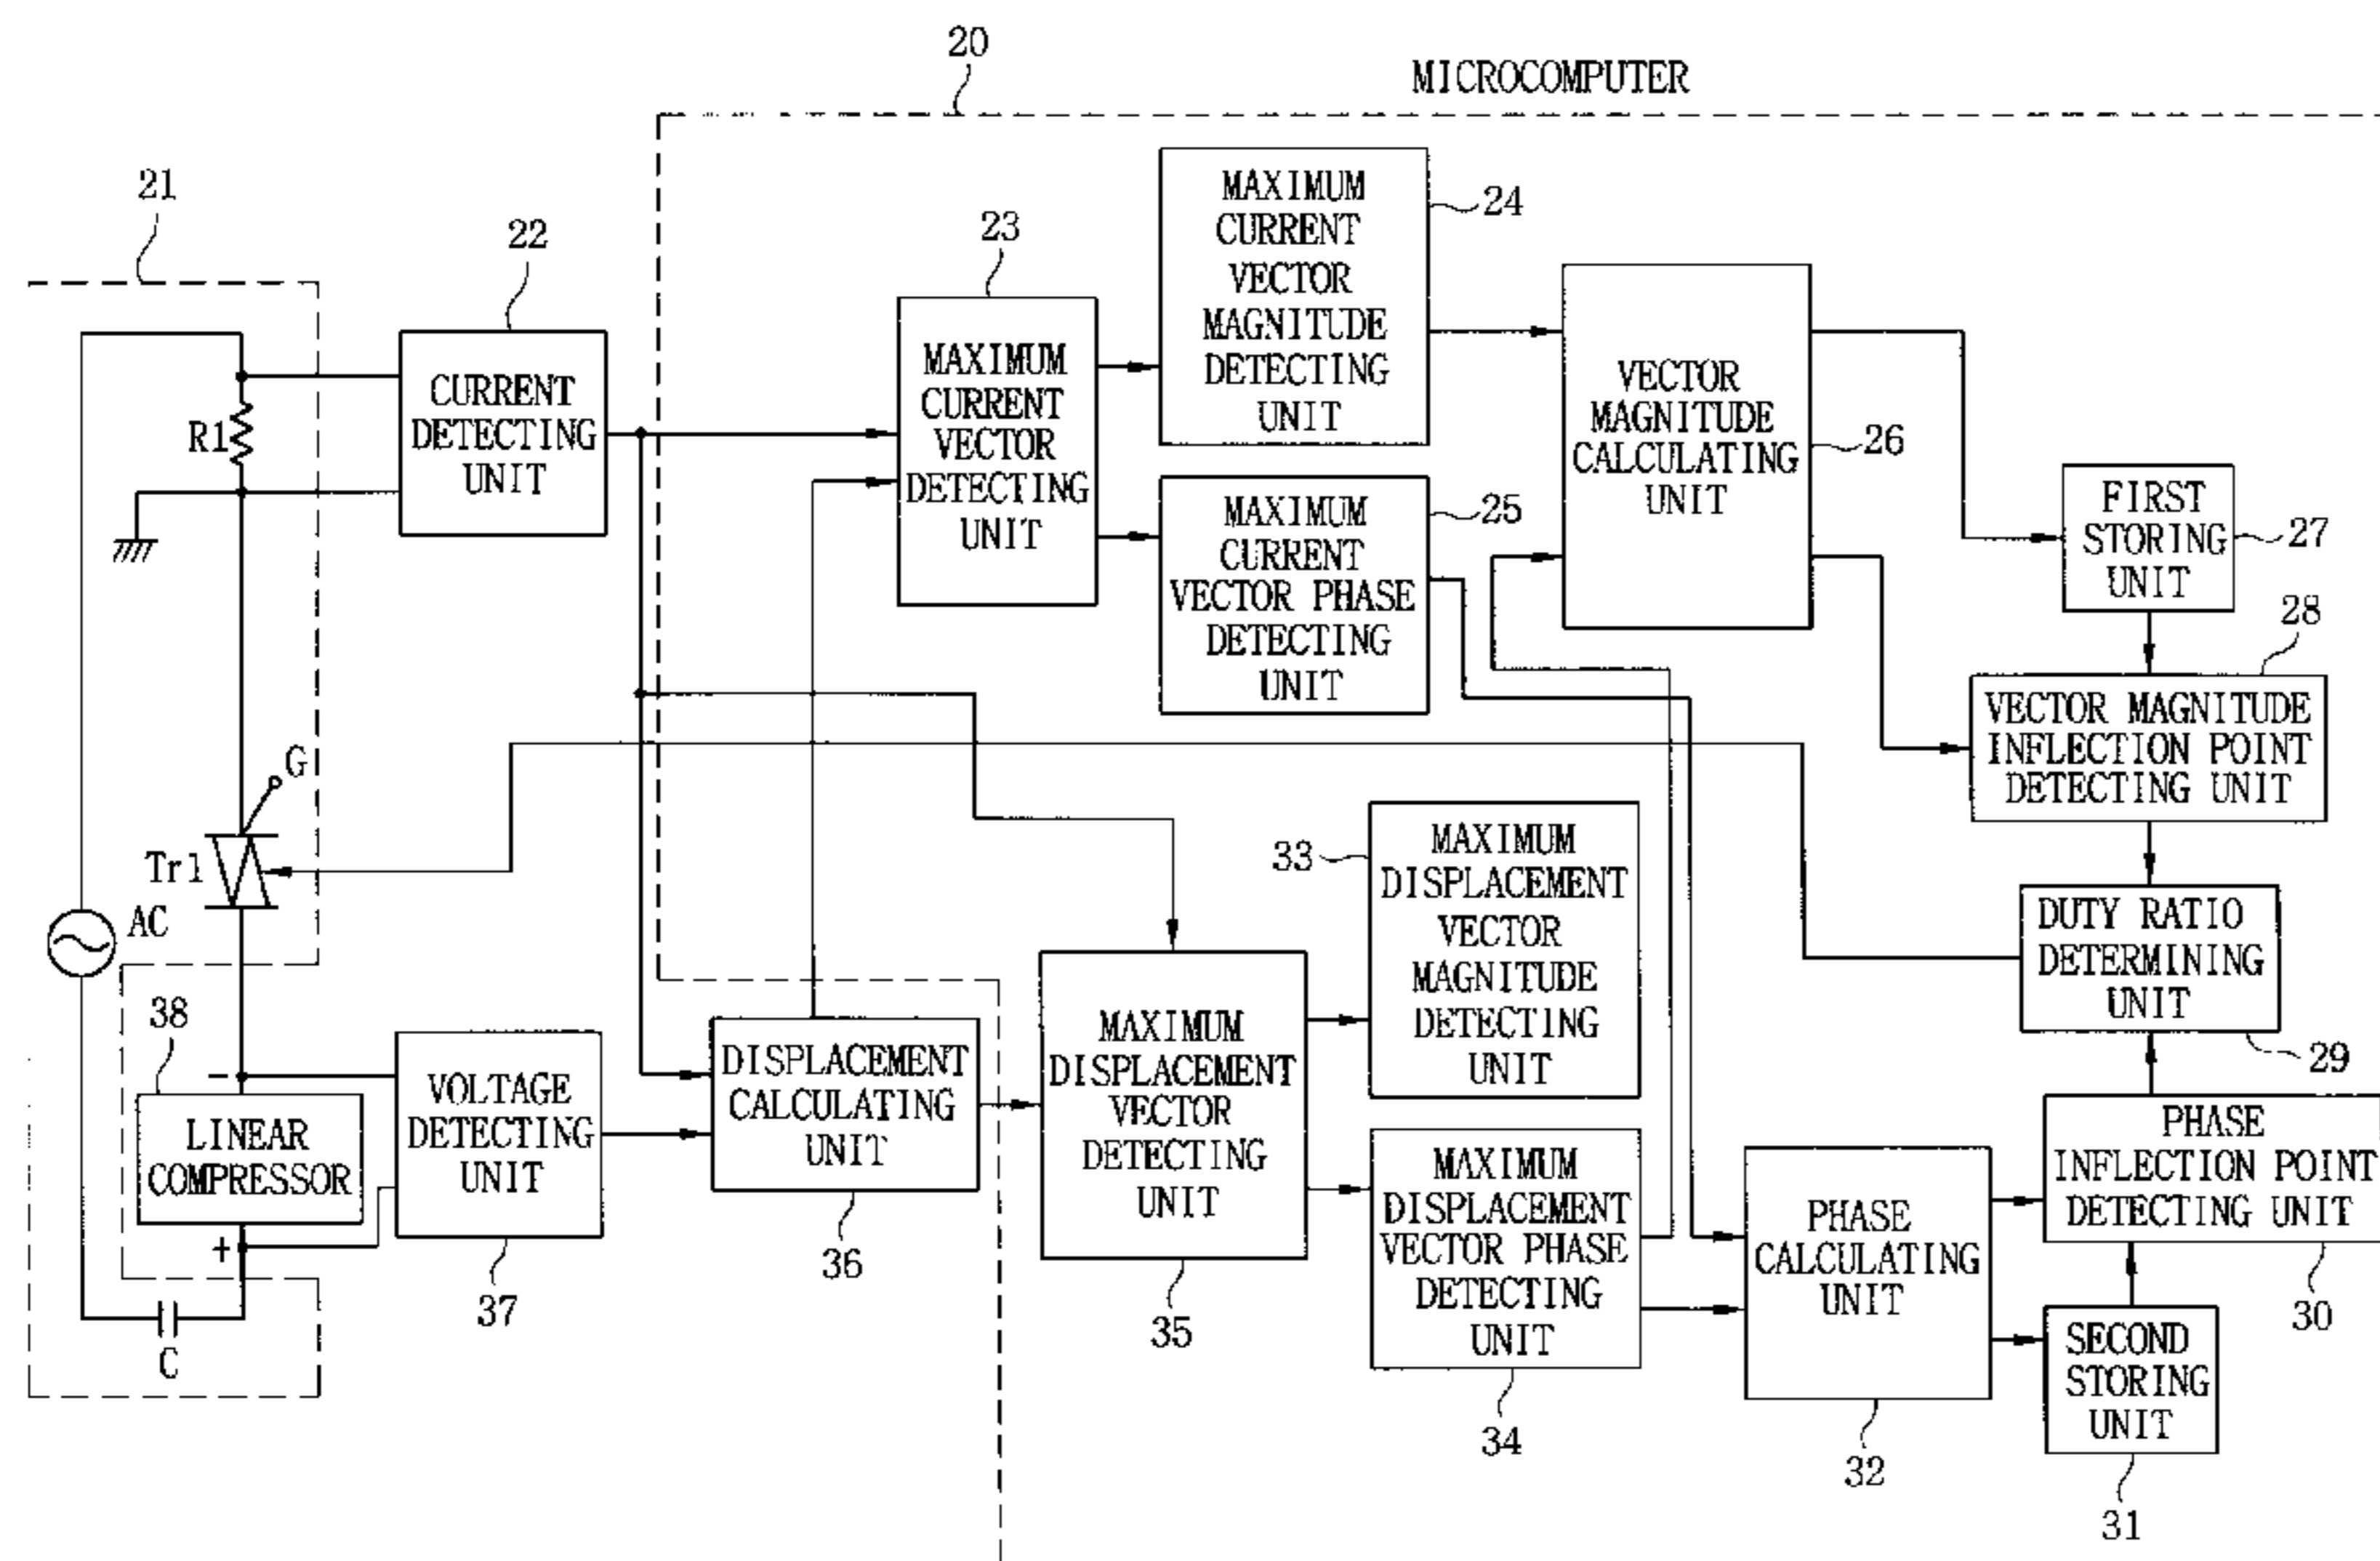 20
MICROCOMPUTER
21
22
23
24
MAXIMUM
CURRENT
VECTOR
MAGNITUDE
DETECTING
UNIT
R1
CURRENT
DETECTING
UNIT
MAXIMUM
CURRENT
VECTOR
DETECTING
UNIT
VECTOR
MAGNITUDE
CALCULATING
UNIT
26
25
MAXIMUM
CURRENT
VECTOR PHASE
DETECTING
UNIT
FIRST
STORING
UNIT
27
28
VECTOR MAGNITUDE
INFLECTION POINT
DETECTING UNIT
G
Tr1
AC
33
MAXIMUM
DISPLACEMENT
VECTOR
MAGNITUDE
DETECTING
UNIT
DUTY RATIO
DETERMINING
UNIT
29
38
-
LINEAR
COMPRESSOR
+
C
VOLTAGE
DETECTING
UNIT
37
DISPLACEMENT
CALCULATING
UNIT
36
MAXIMUM
DISPLACEMENT
VECTOR
DETECTING
UNIT
35
MAXIMUM
DISPLACEMENT
VECTOR PHASE
DETECTING
UNIT
34
PHASE
CALCULATING
UNIT
32
PHASE
INFLECTION POINT
DETECTING UNIT
30
SECOND
STORING
UNIT
31